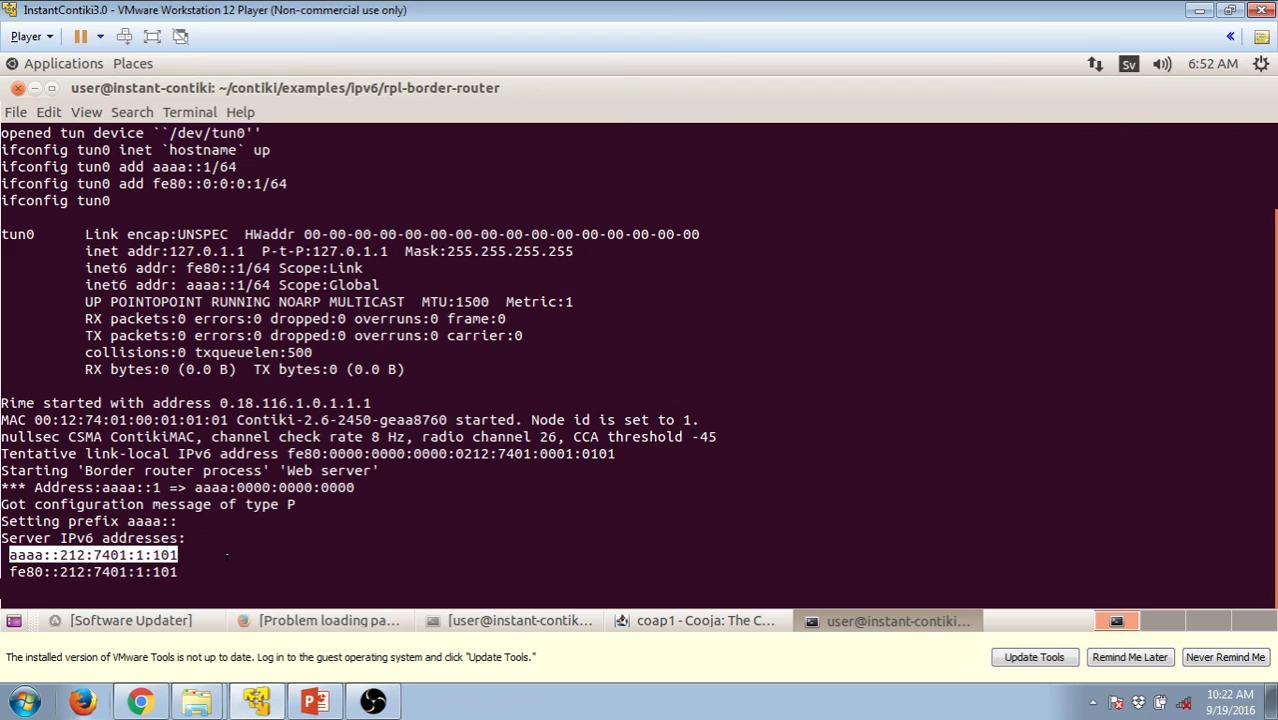 InstantContiki3.0 - VMware Workstation 12 Player (Non-commercial use only)
Player
Applications Places Sv 6:52 AM
user@instant-contiki: ~/contiki/examples/ipv6/rpl-border-router
File Edit View Search Terminal Help
opened tun device ``/dev/tun0''
ifconfig tun0 inet `hostname` up
ifconfig tun0 add aaaa::1/64
ifconfig tun0 add fe80::0:0:0:1/64
ifconfig tun0
tun0 Link encap:UNSPEC HWaddr 00-00-00-00-00-00-00-00-00-00-00-00-00-00-00-00
inet addr:127.0.1.1 P-t-P:127.0.1.1 Mask:255.255.255.255
inet6 addr: fe80::1/64 Scope:Link
inet6 addr: aaaa::1/64 Scope:Global
UP POINTOPOINT RUNNING NOARP MULTICAST MTU:1500 Metric:1
RX packets:0 errors:0 dropped:0 overruns:0 frame:0
TX packets:0 errors:0 dropped:0 overruns:0 carrier:0
collisions:0 txqueuelen:500
RX bytes:0 (0.0 B) TX bytes:0 (0.0 B)
Rime started with address 0.18.116.1.0.1.1.1
MAC 00:12:74:01:00:01:01:01 Contiki-2.6-2450-geaa8760 started. Node id is set to 1.
nullsec CSMA ContikiMAC, channel check rate 8 Hz, radio channel 26, CCA threshold -45
Tentative link-local IPv6 address fe80:0000:0000:0000:0212:7401:0001:0101
Starting 'Border router process' 'Web server'
*** Address:aaaa::1 => aaaa:0000:0000:0000
Got configuration message of type P
Setting prefix aaaa::
Server IPv6 addresses:
aaaa::212:7401:1:101
fe80::212:7401:1:101
[Software Updater] [Problem loading pa... [user@instant-contik... coap1 - Cooja: The C... user@instant-contiki...
The installed version of VMware Tools is not up to date. Log in to the guest operating system and click "Update Tools." Update Tools Remind Me Later Never Remind Me
10:22 AM
9/19/2016